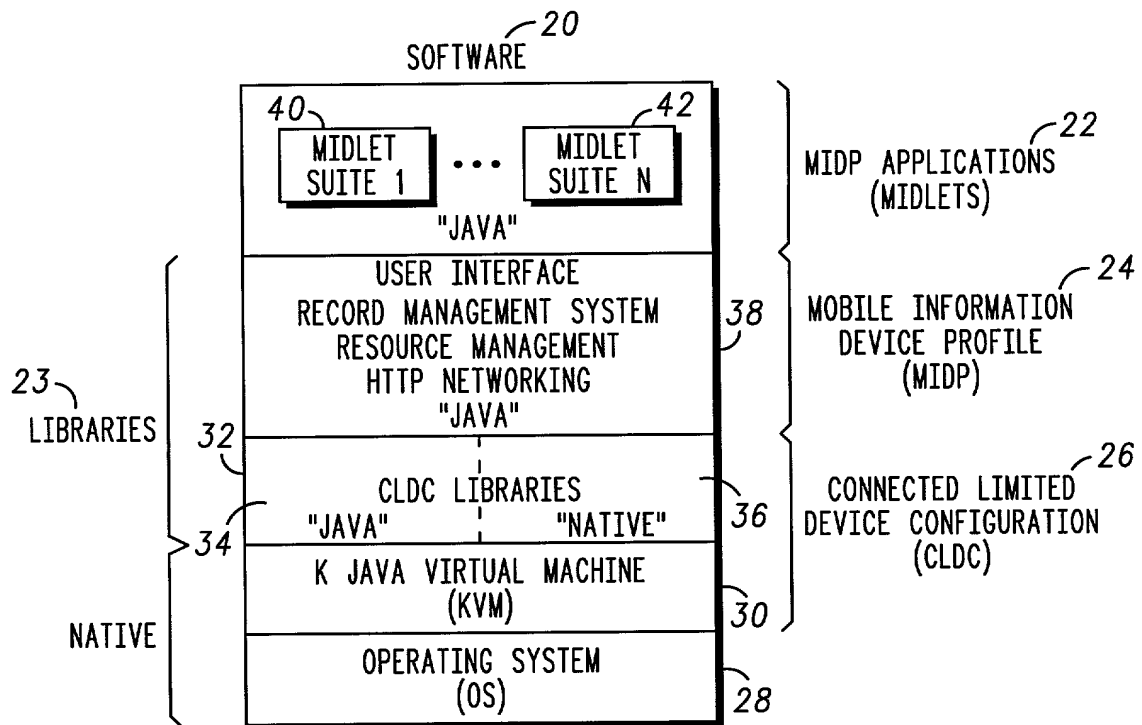 20
SOFTWARE
40
MIDLET
SUITE 1
•••
42
MIDLET
SUITE N
"JAVA"
22
MIDP APPLICATIONS
(MIDLETS)
USER INTERFACE
RECORD MANAGEMENT SYSTEM
RESOURCE MANAGEMENT
HTTP NETWORKING
"JAVA"
38
24
MOBILE INFORMATION
DEVICE PROFILE
(MIDP)
23
LIBRARIES
32
CLDC LIBRARIES
"JAVA"
"NATIVE"
34
36
26
CONNECTED LIMITED
DEVICE CONFIGURATION
(CLDC)
K JAVA VIRTUAL MACHINE
(KVM)
30
NATIVE
OPERATING SYSTEM
(OS)
28